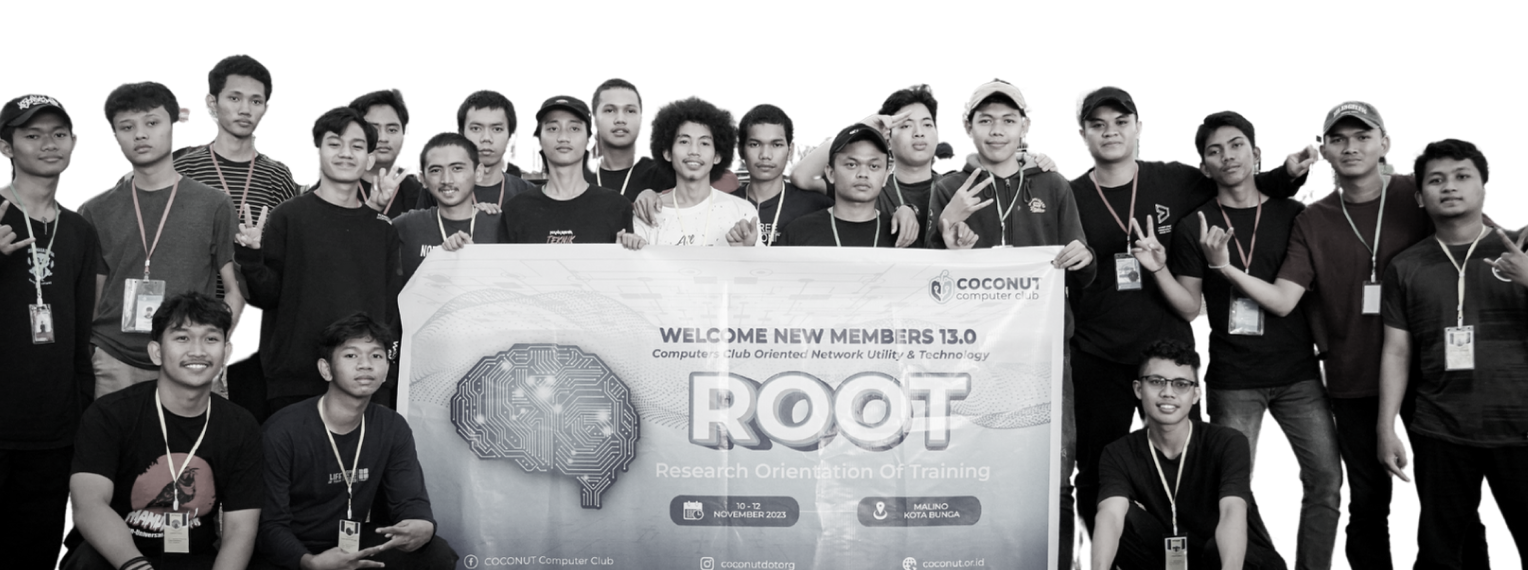 COCONUT
computer club
WELCOME NEW MEMBERS 13.0
Computers Club Oriented Network Utility & Technology
ROOT
Research Orientation Of Training
10 - 12
NOVEMBER 2023
MALINO
KOTA BUNGA
COCONUT Computer Club
coconutdotorg
coconut.or.id
TEKNIK